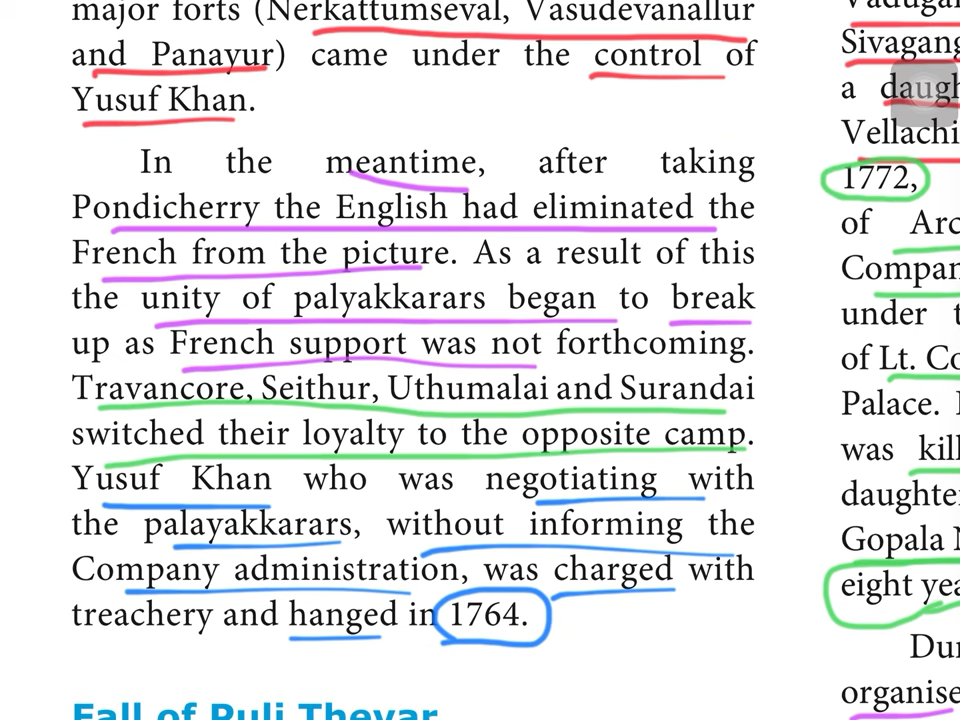 major forts (Nerkattumseval, Vasudevanallur
and Panayur) came under the control of
Yusuf Khan.
In the meantime, after taking
Pondicherry the English had eliminated the
French from the picture. As a result of this
the unity of palyakkarars began to break
up as French support was not forthcoming.
Travancore, Seithur, Uthumalai and Surandai
switched their loyalty to the opposite camp.
Yusuf Khan who was negotiating with
the palayakkarars, without informing the
Company administration, was charged with
treachery and hanged in 1764.
Fall of Puli Thevar
Sivagang
a daugh
Vellachi
1772,
of Arc
Compan
under t
of Lt. Co
Palace.
was kill
daughter
Gopala N
eight yea
Dur
organise